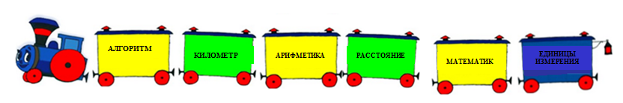 АЛГОРИТМ
КИЛОМЕТР
АРИФМЕТИКА
РАССТОЯНИЕ
МАТЕМАТИК
ЕДИНИЦЫ
ИЗМЕРЕНИЯ